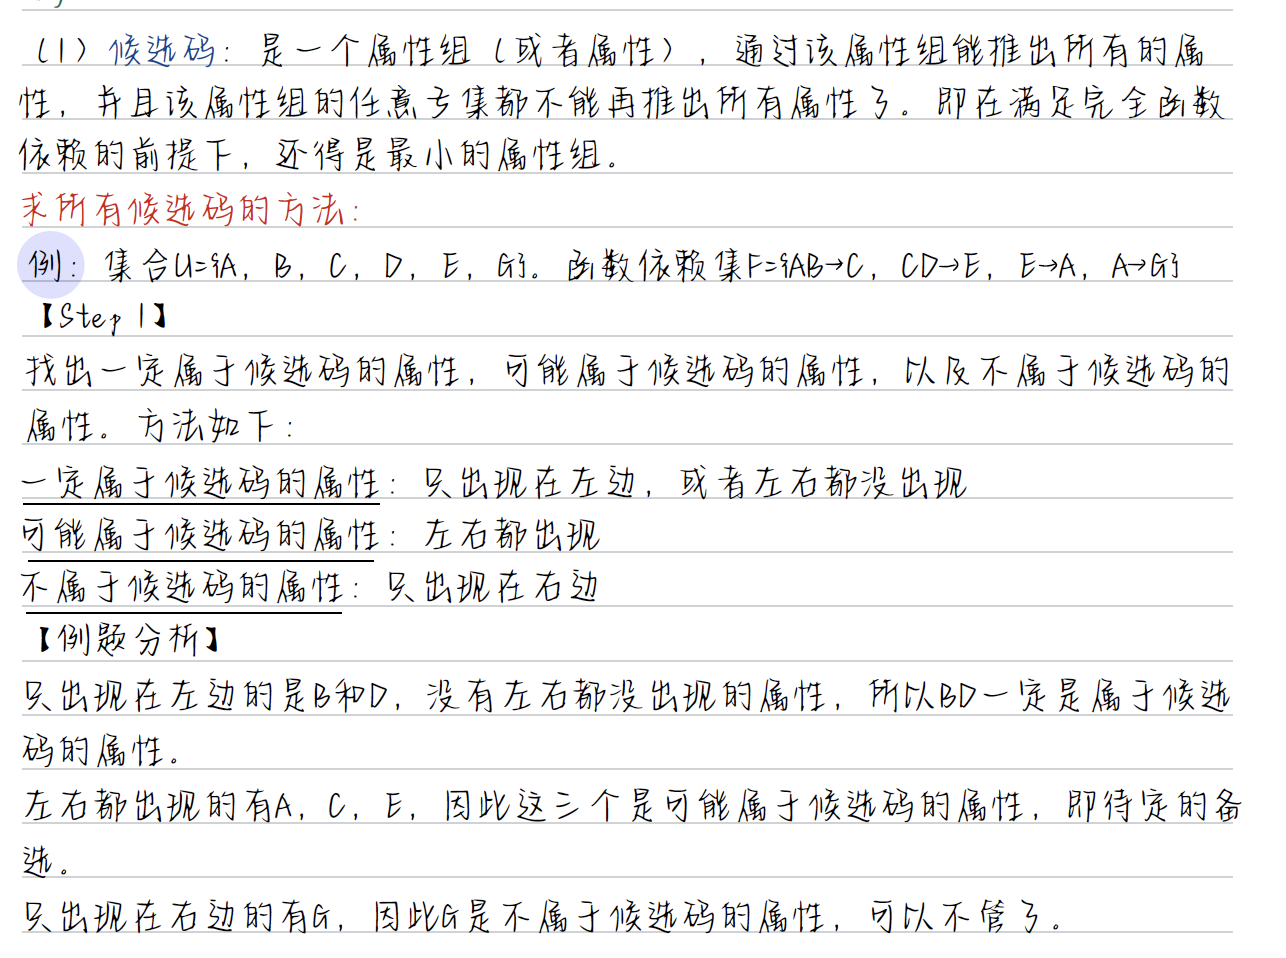 （1）候选码：是一个属性组（或者属性），通过该属性组能推出所有的属
性，并且该属性组的任意子集都不能再推出所有属性了。即在满足完全函数
依赖的前提下，还得是最小的属性组。
求所有候选码的方法：
例：集合U={A，B，C，D，E，G}。函数依赖集F={AB→C，CD→E，E→A，A→G}
【Step 1】
找出一定属于候选码的属性，可能属于候选码的属性，以及不属于候选码的
属性。方法如下：
一定属于候选码的属性：只出现在左边，或者左右都没出现
可能属于候选码的属性：左右都出现
不属于候选码的属性：只出现在右边
【例题分析】
只出现在左边的是B和D，没有左右都没出现的属性，所以BD一定是属于候选
码的属性。
左右都出现的有A，C，E，因此这三个是可能属于候选码的属性，即待定的备
选。
只出现在右边的有G，因此G是不属于候选码的属性，可以不管了。